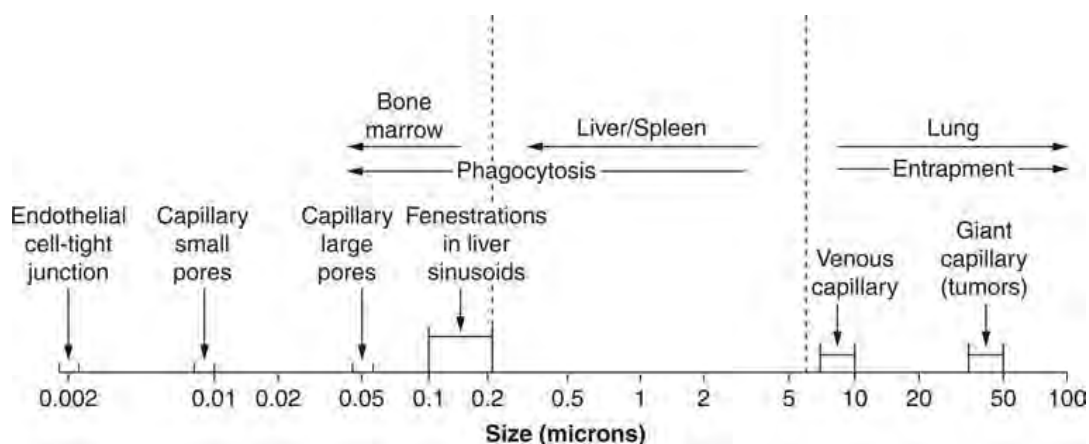 Bone
marrow
Liver/Spleen
Lung
Phagocytosis
Entrapment
Endothelial
cell-tight
junction
Capillary
small
pores
Capillary
large
pores
Fenestrations
in liver
sinusoids
Venous
capillary
Giant
capillary
(tumors)
0.002 0.01 0.02 0.05 0.1 0.2 0.5 1 2 5 10 20 50 100
Size (microns)